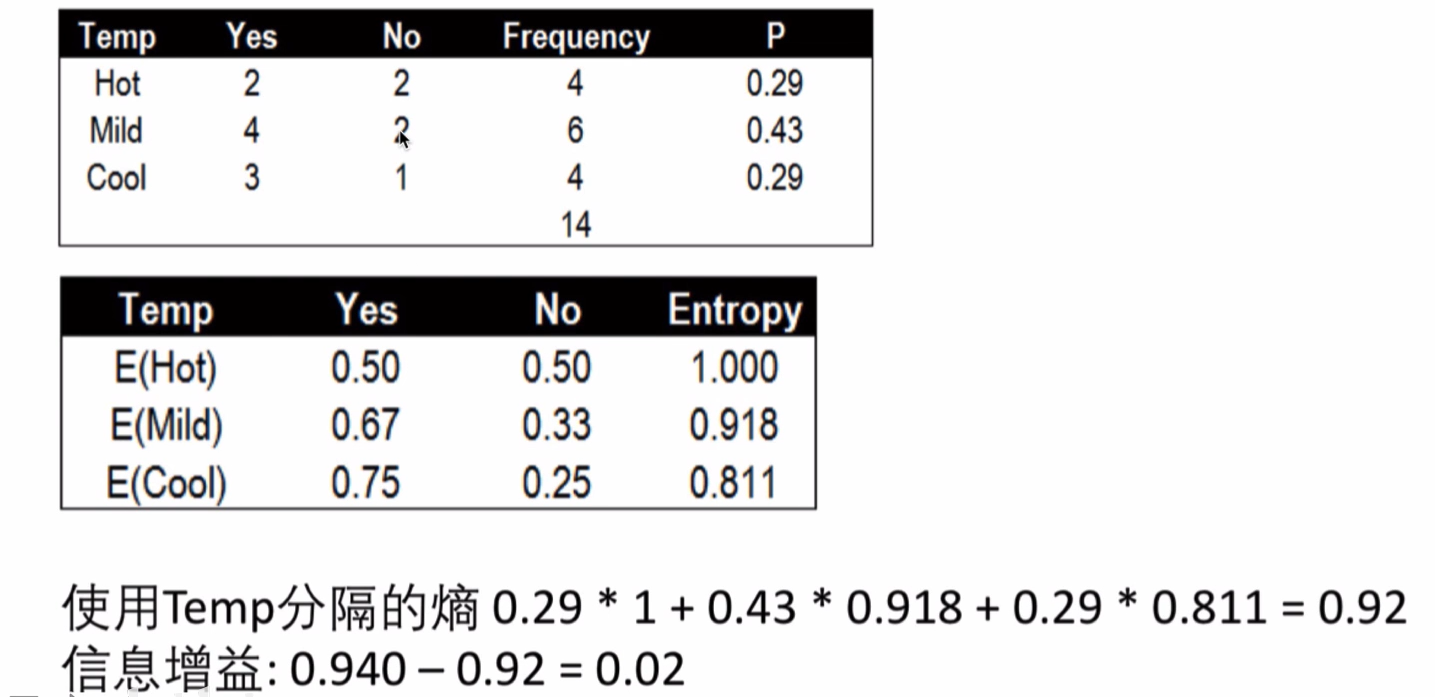 Temp Yes No Frequency P
Hot 2 2 4 0.29
Mild 4 2 6 0.43
Cool 3 1 4 0.29
14
Temp Yes No Entropy
E(Hot) 0.50 0.50 1.000
E(Mild) 0.67 0.33 0.918
E(Cool) 0.75 0.25 0.811
使用Temp分隔的熵 0.29 * 1 + 0.43 * 0.918 + 0.29 * 0.811 = 0.92
信息增益: 0.940 – 0.92 = 0.02